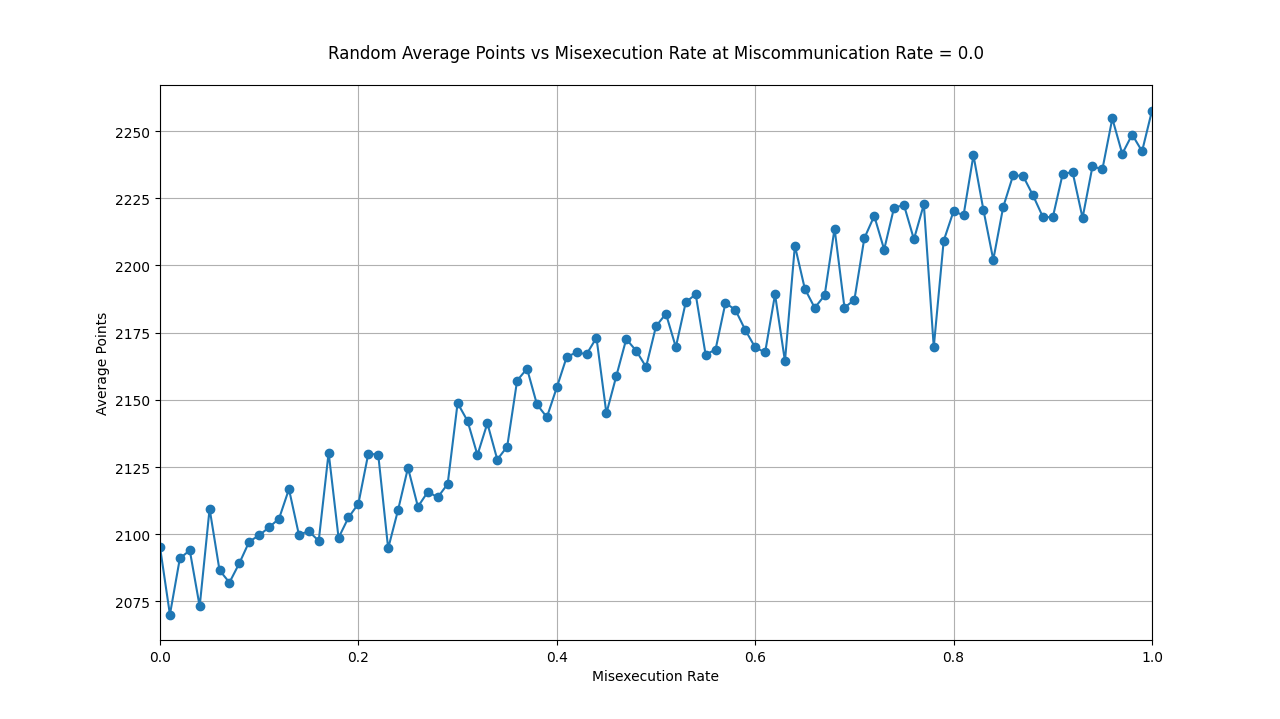 Random Average Points vs Misexecution Rate at Miscommunication Rate = 0.0
2250
2225
2200
2175
2150
2125
2100
2075
Average Points
0.0 0.2 0.4 0.6 0.8 1.0
Misexecution Rate